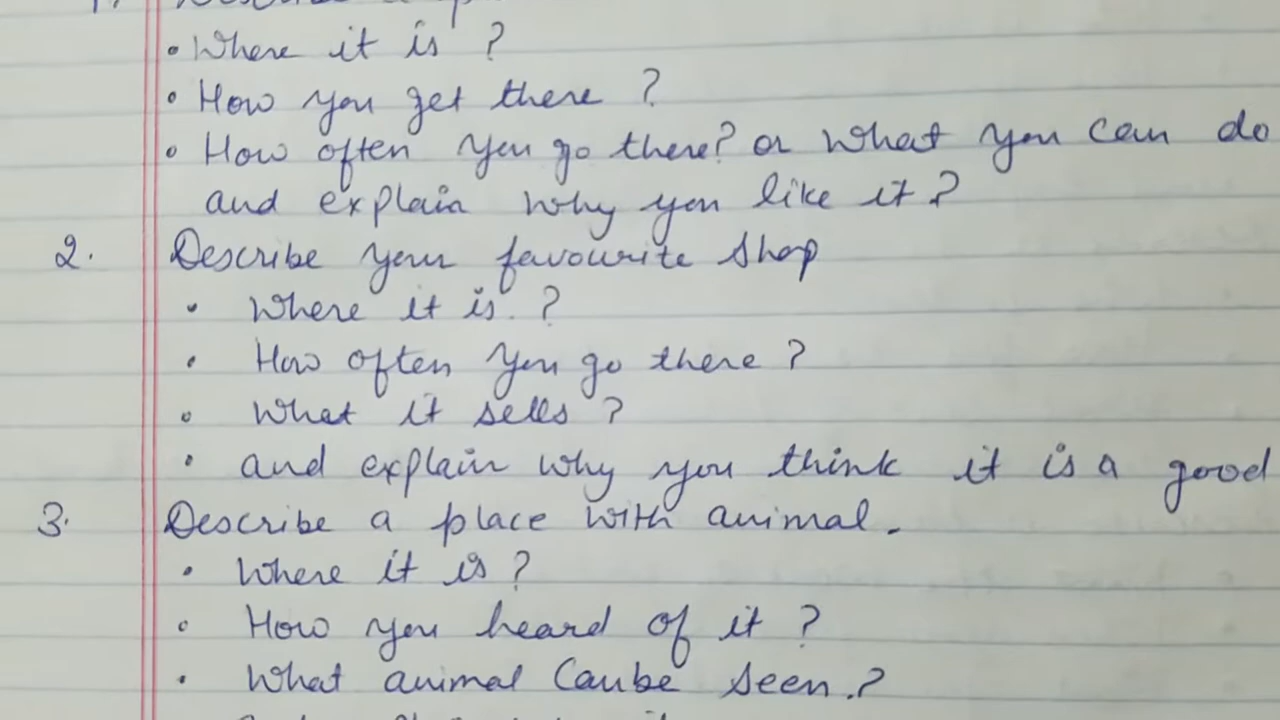 Describe a
• Where it is ?
• How you get there ?
• How often you go there? or what you can do
and explain why you like it ?
2. Describe your favourite shop
• Where it is. ?
• How often you go there ?
• What it sells ?
• and explain why you think it is a good
3. Describe a place with animal.
• Where it is ?
• How you heard of it ?
• What animal Canbe seen.?